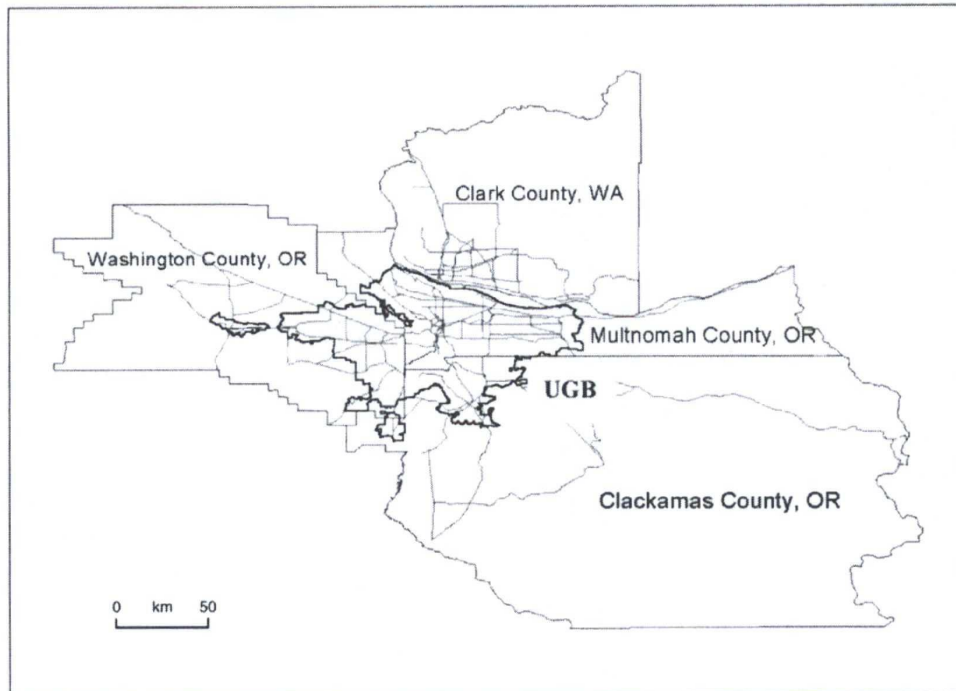 Clark County, WA
Washington County, OR
Multnomah County, OR
UGB
Clackamas County, OR
0 km 50